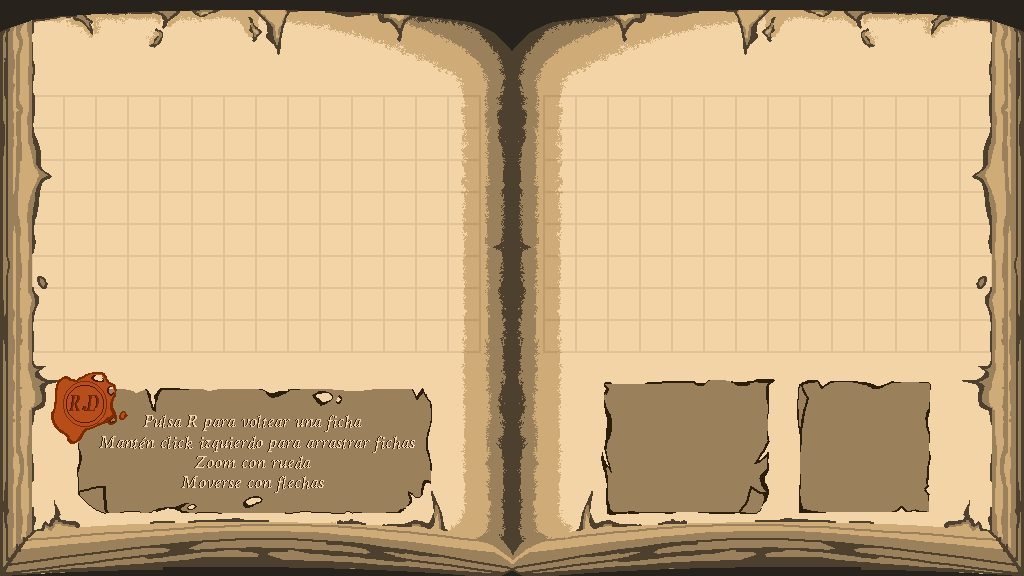 R.D
Pulsa R para voltear una ficha
Mantén click izquierdo para arrastrar fichas
Zoom con rueda
Moverse con flechas